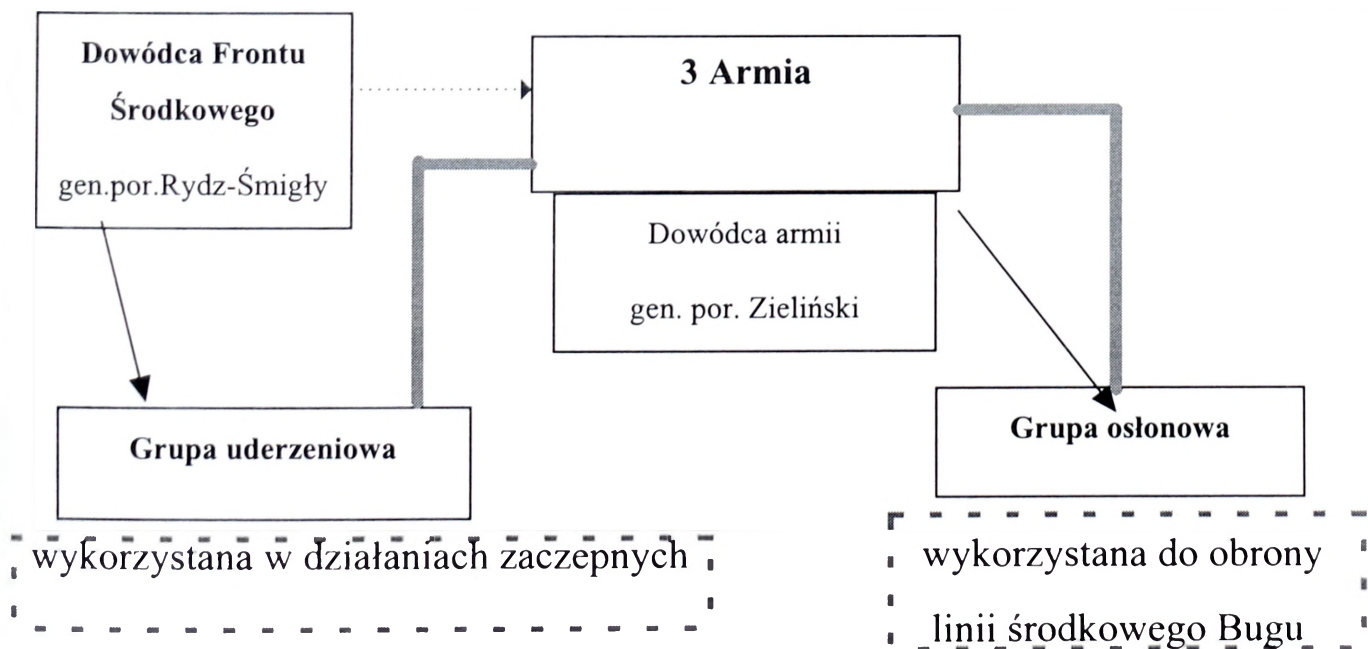 Dowódca Frontu
Środkowego
gen.por.Rydz-Śmigły
3 Armia
Dowódca armii
gen. por. Zieliński
Grupa uderzeniowa
Grupa osłonowa
wykorzystana w działaniach zaczepnych
wykorzystana do obrony
linii środkowego Bugu